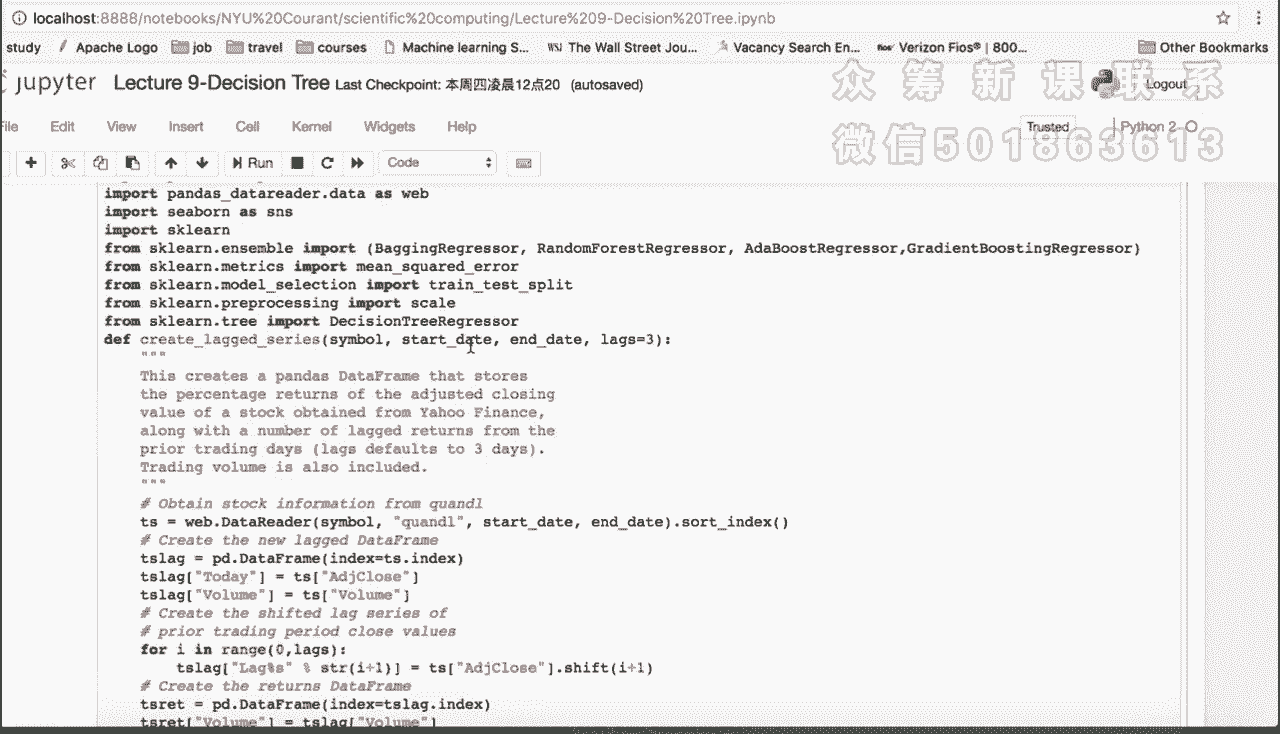 localhost:8888/notebooks/NYU%20Courant/scientific%20computing/Lecture%209-Decision%20Tree.ipynb
study Apache Logo job travel courses Machine learning S... WSJ The Wall Street Jou... Vacancy Search En... Verizon Fios® | 800... Other Bookmarks
jupyter Lecture 9-Decision Tree Last Checkpoint: 本周四凌晨12点20 (autosaved) Logout
众筹新课联系
File Edit View Insert Cell Kernel Widgets Help Trusted Python 2
微信501863613
Run Code
import pandas_datareader.data as web
import seaborn as sns
import sklearn
from sklearn.ensemble import (BaggingRegressor, RandomForestRegressor, AdaBoostRegressor,GradientBoostingRegressor)
from sklearn.metrics import mean_squared_error
from sklearn.model_selection import train_test_split
from sklearn.preprocessing import scale
from sklearn.tree import DecisionTreeRegressor
def create_lagged_series(symbol, start_date, end_date, lags=3):
"""
This creates a pandas DataFrame that stores
the percentage returns of the adjusted closing
value of a stock obtained from Yahoo Finance,
along with a number of lagged returns from the
prior trading days (lags defaults to 3 days).
Trading volume is also included.
"""
# Obtain stock information from quandl
ts = web.DataReader(symbol, "quandl", start_date, end_date).sort_index()
# Create the new lagged DataFrame
tslag = pd.DataFrame(index=ts.index)
tslag["Today"] = ts["AdjClose"]
tslag["Volume"] = ts["Volume"]
# Create the shifted lag series of
# prior trading period close values
for i in range(0,lags):
tslag["Lag%s" % str(i+1)] = ts["AdjClose"].shift(i+1)
# Create the returns DataFrame
tsret = pd.DataFrame(index=tslag.index)
tsret["Volume"] = tslag["Volume"]